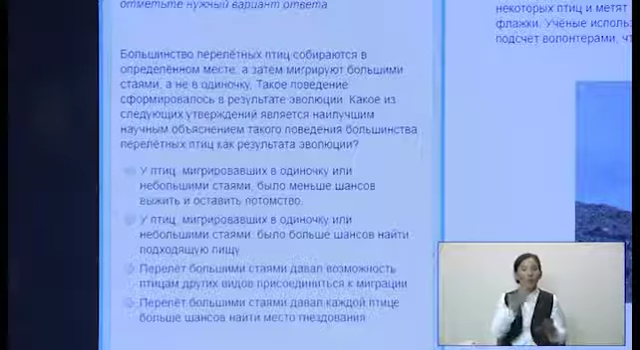 отметьте нужный вариант ответа
Большинство перелётных птиц собираются в
определённом месте, а затем мигрируют большими
стаями, а не в одиночку. Такое поведение
сформировалось в результате эволюции. Какое из
следующих утверждений является наилучшим
научным объяснением такого поведения большинства
перелётных птиц как результата эволюции?
У птиц, мигрировавших в одиночку или
небольшими стаями, было меньше шансов
выжить и оставить потомство.
У птиц, мигрировавших в одиночку или
небольшими стаями, было больше шансов найти
подходящую пищу
Перелёт большими стаями давал возможность
птицам других видов присоединиться к миграции
Перелёт большими стаями давал каждой птице
больше шансов найти место гнездования
некоторых птиц и метят
флажки. Учёные
подсчёт волонтерами,